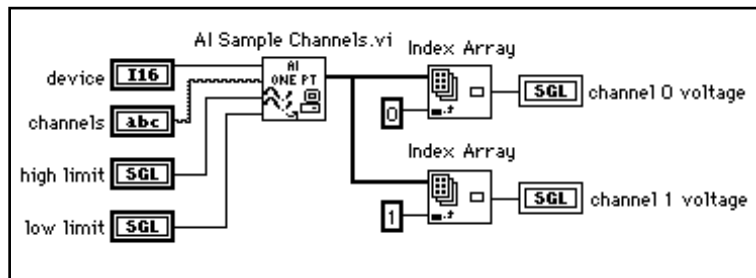 AI Sample Channels.vi
Index Array
device
I16
AI
ONE PT
SGL
channel 0 voltage
channels
abc
0
high limit
SGL
Index Array
low limit
SGL
1
SGL
channel 1 voltage